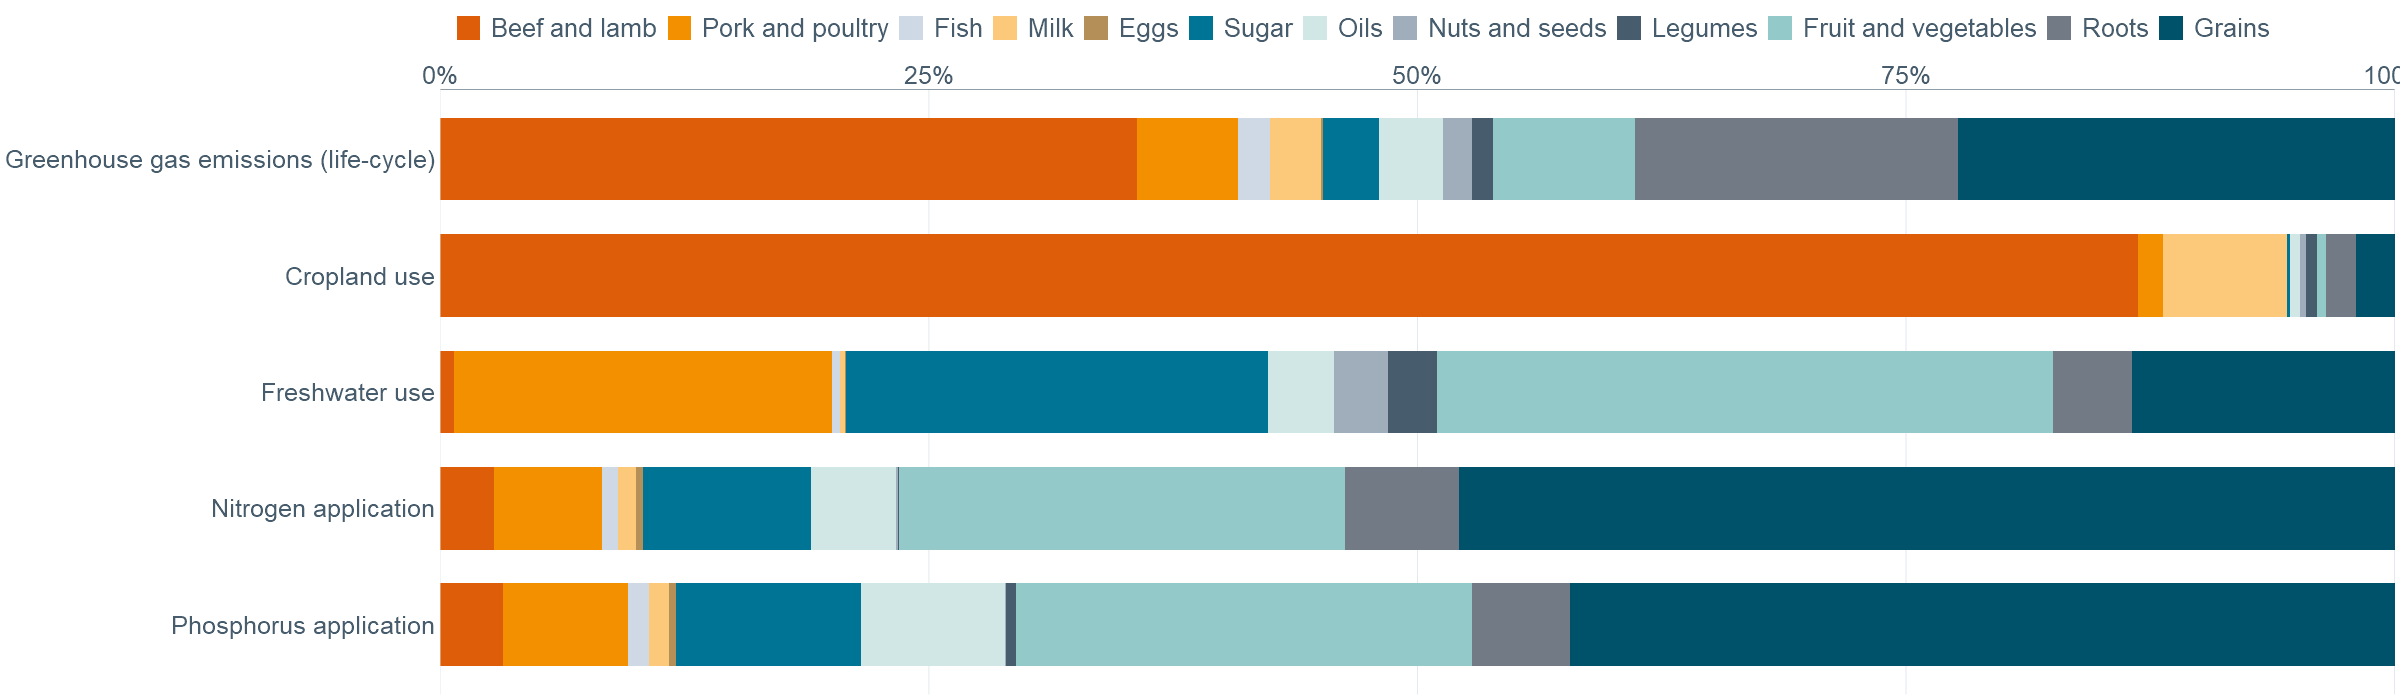 Beef and lamb Pork and poultry Fish Milk Eggs Sugar Oils Nuts and seeds Legumes Fruit and vegetables Roots Grains
0% 25% 50% 75% 100
Greenhouse gas emissions (life-cycle)
Cropland use
Freshwater use
Nitrogen application
Phosphorus application